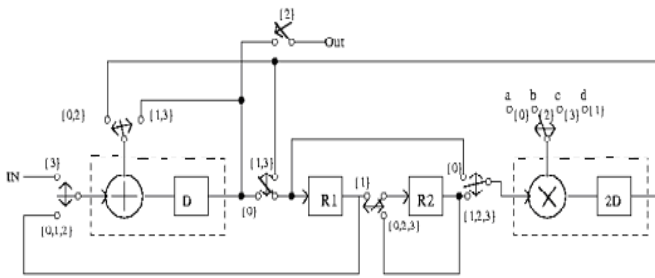 {2}
Out
a b c d
{0} {2} {3} {1}
{0,2}
{1,3}
IN
{3}
{1,3}
{1}
{0}
+
D
{0}
R1
R2
X
2D
{0,1,2}
{0,2,3}
{1,2,3}